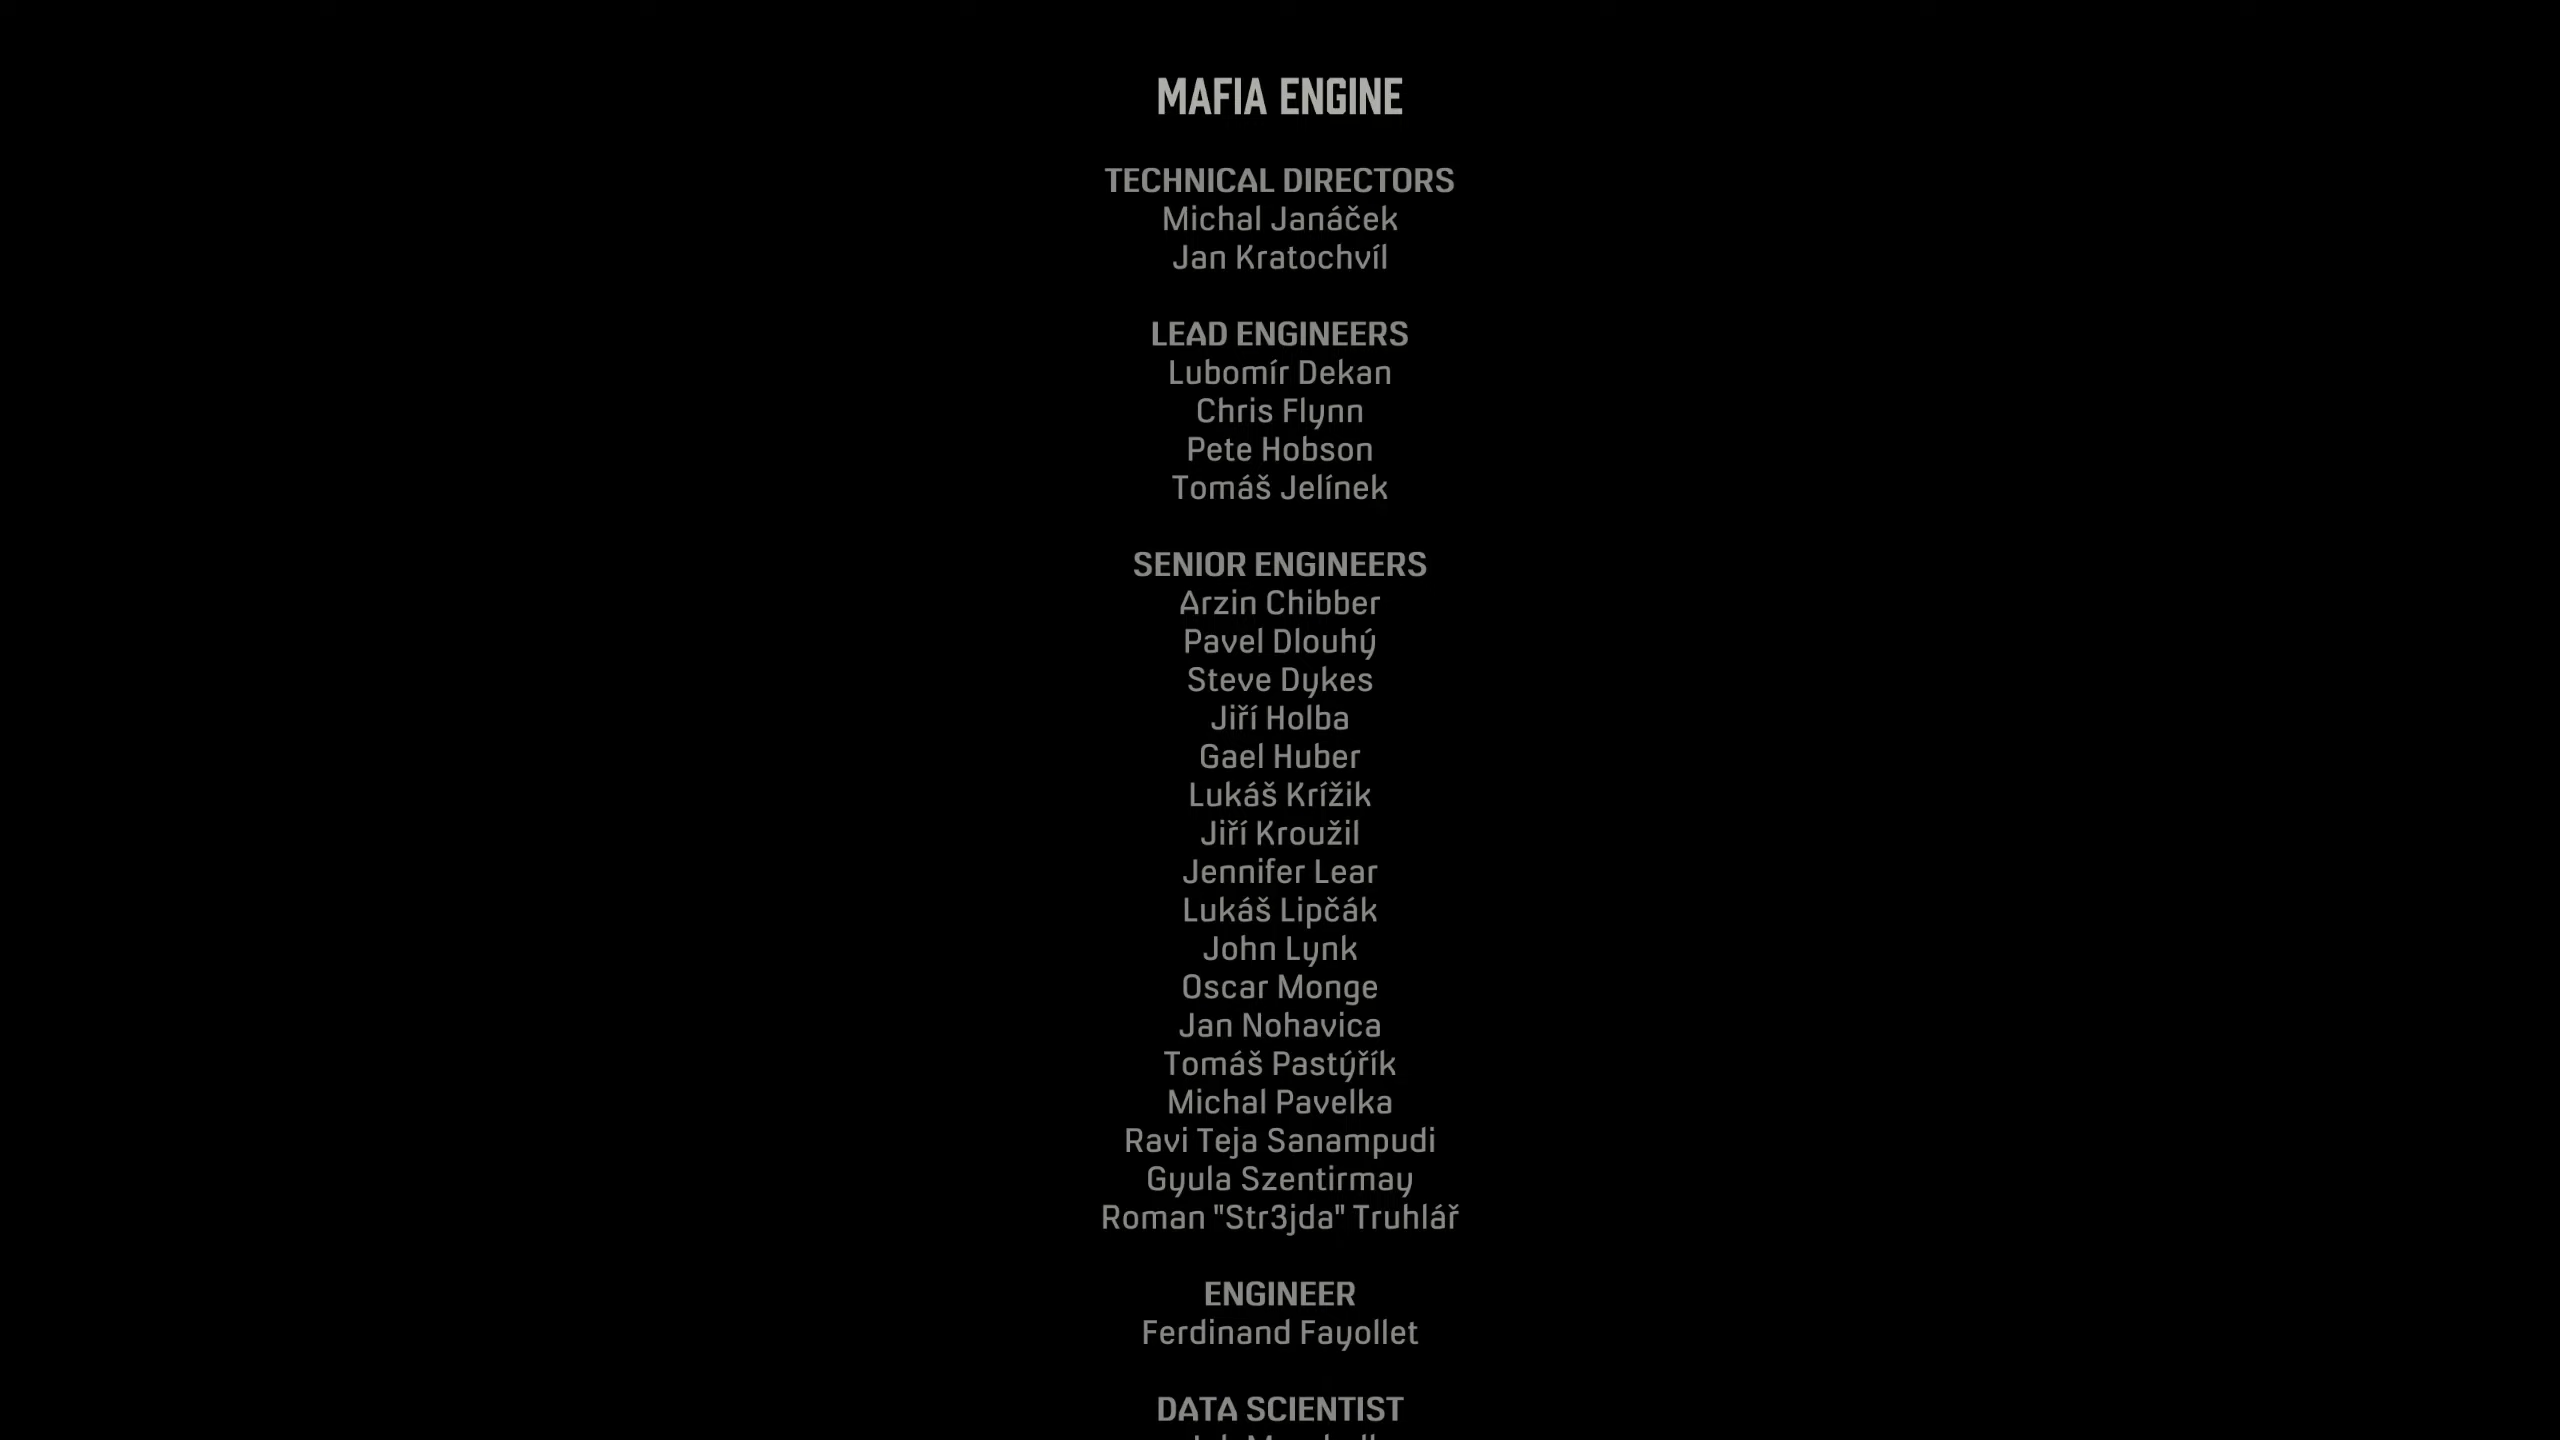 MAFIA ENGINE
TECHNICAL DIRECTORS
Michal Janáček
Jan Kratochvíl
LEAD ENGINEERS
Lubomír Dekan
Chris Flynn
Pete Hobson
Tomáš Jelínek
SENIOR ENGINEERS
Arzin Chibber
Pavel Dlouhý
Steve Dykes
Jiří Holba
Gael Huber
Lukáš Krížik
Jiří Kroužil
Jennifer Lear
Lukáš Lipčák
John Lynk
Oscar Monge
Jan Nohavica
Tomáš Pastýřík
Michal Pavelka
Ravi Teja Sanampudi
Gyula Szentirmay
Roman "Str3jda" Truhlář
ENGINEER
Ferdinand Fayollet
DATA SCIENTIST